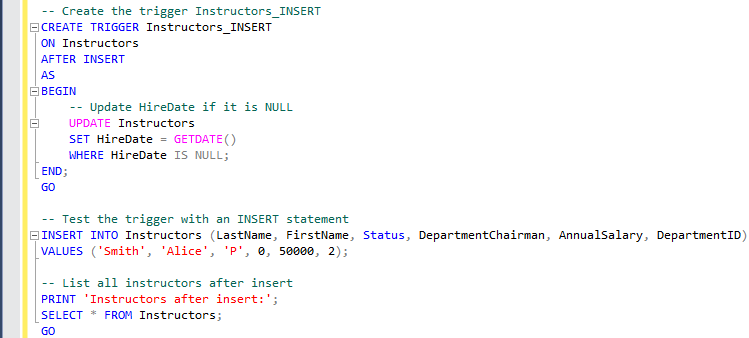 -- Create the trigger Instructors_INSERT
CREATE TRIGGER Instructors_INSERT
ON Instructors
AFTER INSERT
AS
BEGIN
    -- Update HireDate if it is NULL
    UPDATE Instructors
    SET HireDate = GETDATE()
    WHERE HireDate IS NULL;
END;
GO

-- Test the trigger with an INSERT statement
INSERT INTO Instructors (LastName, FirstName, Status, DepartmentChairman, AnnualSalary, DepartmentID)
VALUES ('Smith', 'Alice', 'P', 0, 50000, 2);

-- List all instructors after insert
PRINT 'Instructors after insert:';
SELECT * FROM Instructors;
GO